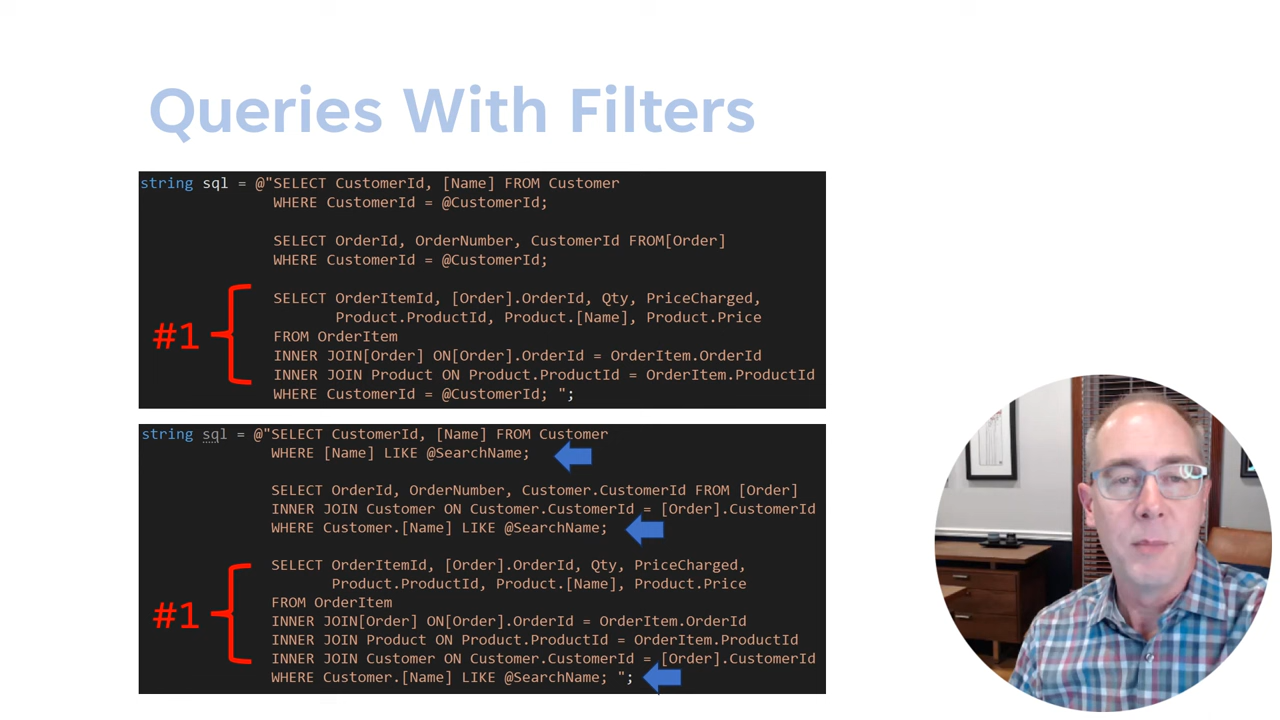 Queries With Filters
string sql = @"SELECT CustomerId, [Name] FROM Customer
WHERE CustomerId = @CustomerId;
SELECT OrderId, OrderNumber, CustomerId FROM[Order]
WHERE CustomerId = @CustomerId;
SELECT OrderItemId, [Order].OrderId, Qty, PriceCharged,
Product.ProductId, Product.[Name], Product.Price
#1
FROM OrderItem
INNER JOIN[Order] ON[Order].OrderId = OrderItem.OrderId
INNER JOIN Product ON Product.ProductId = OrderItem.ProductId
WHERE CustomerId = @CustomerId; ";
string sql = @"SELECT CustomerId, [Name] FROM Customer
WHERE [Name] LIKE @SearchName;
SELECT OrderId, OrderNumber, Customer.CustomerId FROM [Order]
INNER JOIN Customer ON Customer.CustomerId = [Order].CustomerId
WHERE Customer.[Name] LIKE @SearchName;
SELECT OrderItemId, [Order].OrderId, Qty, PriceCharged,
Product.ProductId, Product.[Name], Product.Price
FROM OrderItem
#1
INNER JOIN[Order] ON[Order].OrderId = OrderItem.OrderId
INNER JOIN Product ON Product.ProductId = OrderItem.ProductId
INNER JOIN Customer ON Customer.CustomerId = [Order].CustomerId
WHERE Customer.[Name] LIKE @SearchName; ";